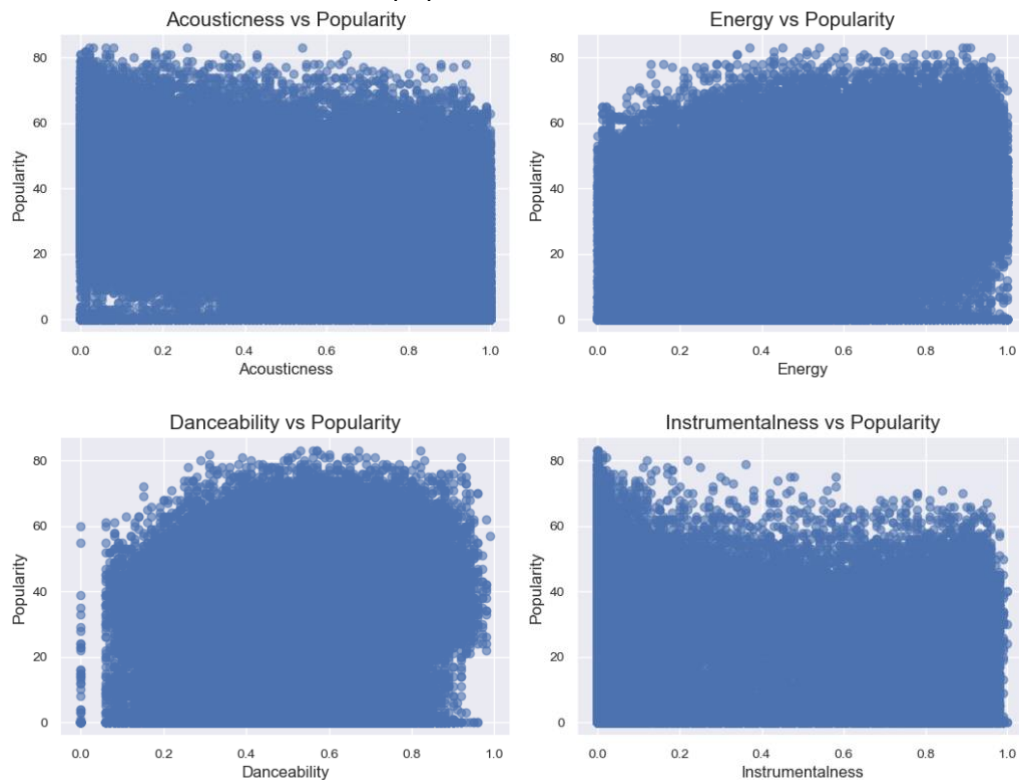 Acousticness vs Popularity
80
60
40
20
0
Popularity
0.0 0.2 0.4 0.6 0.8 1.0
Acousticness
Energy vs Popularity
80
60
40
20
0
Popularity
0.0 0.2 0.4 0.6 0.8 1.0
Energy
Danceability vs Popularity
80
60
40
20
0
Popularity
0.0 0.2 0.4 0.6 0.8 1.0
Danceability
Instrumentalness vs Popularity
80
60
40
20
0
Popularity
0.0 0.2 0.4 0.6 0.8 1.0
Instrumentalness